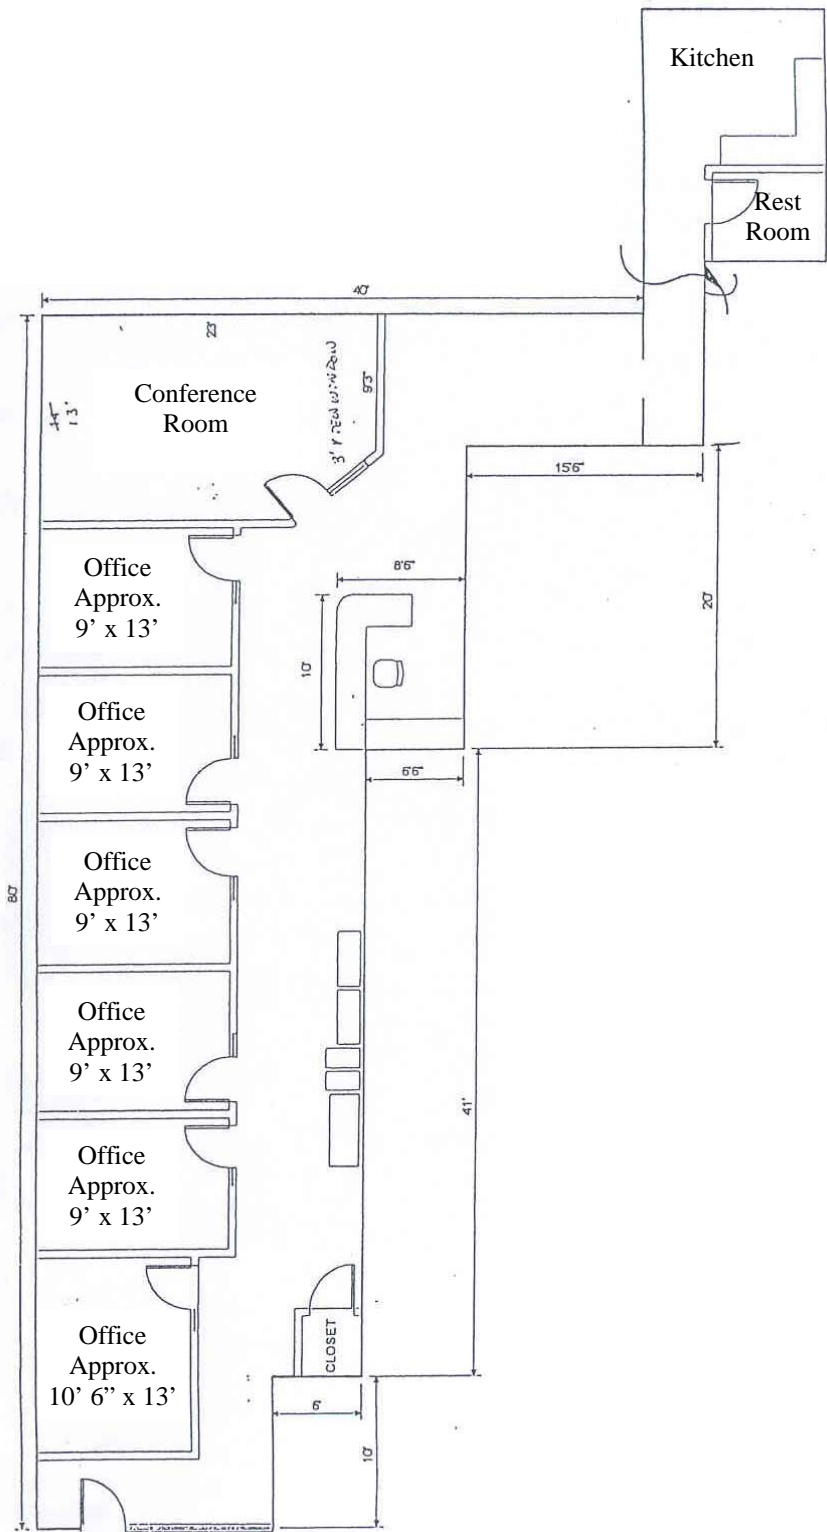 Kitchen
Rest
Room
40'
23'
13'
Conference
Room
3' VIEW WINDOW
9'3"
15'6"
Office
Approx.
9’ x 13’
8'6"
20'
10'
Office
Approx.
9’ x 13’
6'6"
Office
Approx.
9’ x 13’
80'
Office
Approx.
9’ x 13’
41'
Office
Approx.
9’ x 13’
Office
Approx.
10’ 6” x 13’
CLOSET
6'
10'